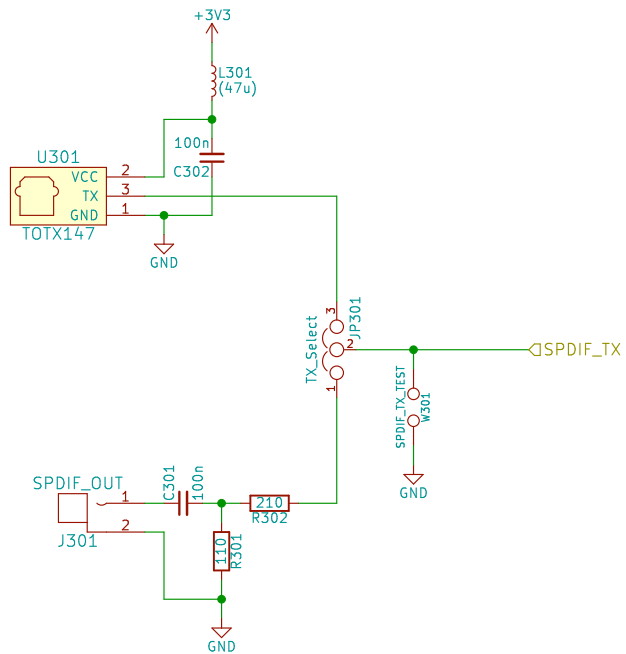 +3V3
L301
(47u)
100n
C302
U301
VCC 2
TX 3
GND 1
TOTX147
GND
3
JP301
TX_Select
2
1
SPDIF_TX
SPDIF_TX_TEST
W301
GND
SPDIF_OUT
1
2
J301
C301
100n
210
R302
110
R301
GND